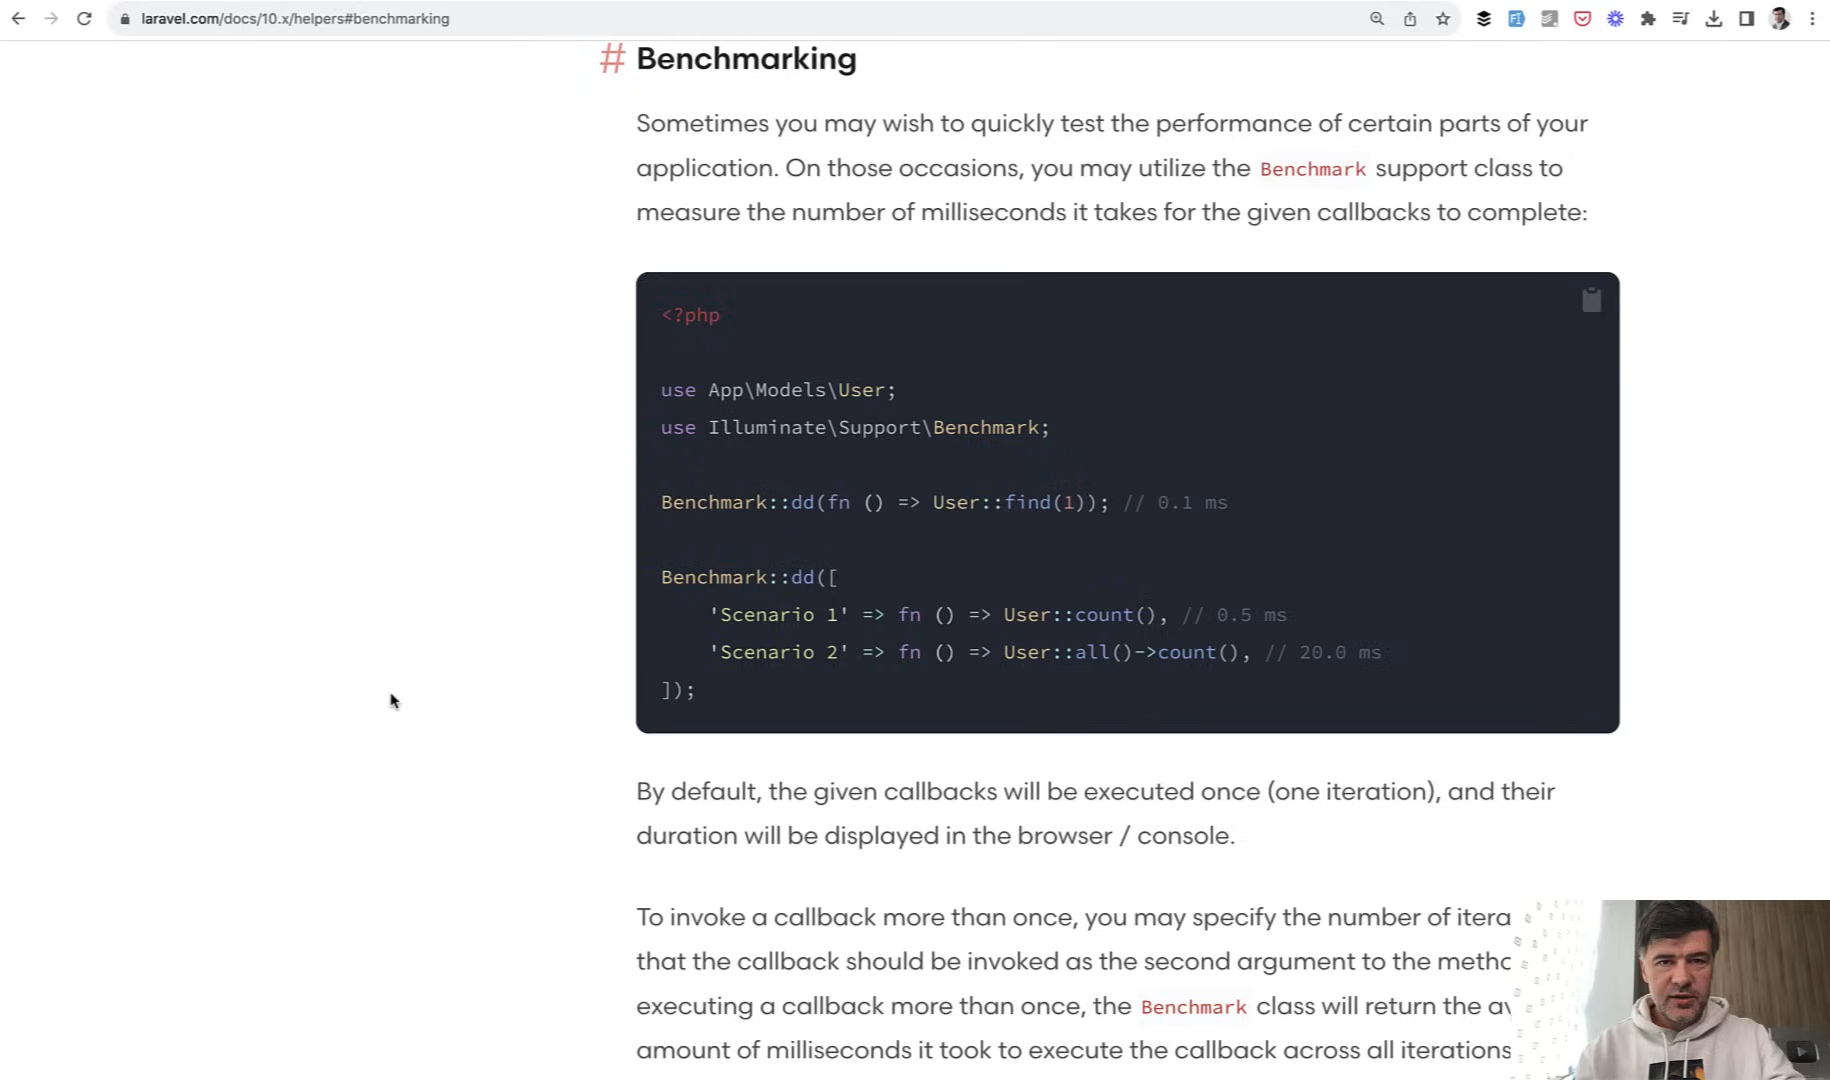 laravel.com/docs/10.x/helpers#benchmarking
# Benchmarking
Sometimes you may wish to quickly test the performance of certain parts of your
application. On those occasions, you may utilize the Benchmark support class to
measure the number of milliseconds it takes for the given callbacks to complete:
<?php
use App\Models\User;
use Illuminate\Support\Benchmark;
Benchmark::dd(fn () => User::find(1)); // 0.1 ms
Benchmark::dd([
    'Scenario 1' => fn () => User::count(), // 0.5 ms
    'Scenario 2' => fn () => User::all()->count(), // 20.0 ms
]);
By default, the given callbacks will be executed once (one iteration), and their
duration will be displayed in the browser / console.
To invoke a callback more than once, you may specify the number of itera
that the callback should be invoked as the second argument to the metho
executing a callback more than once, the Benchmark class will return the av
amount of milliseconds it took to execute the callback across all iterations